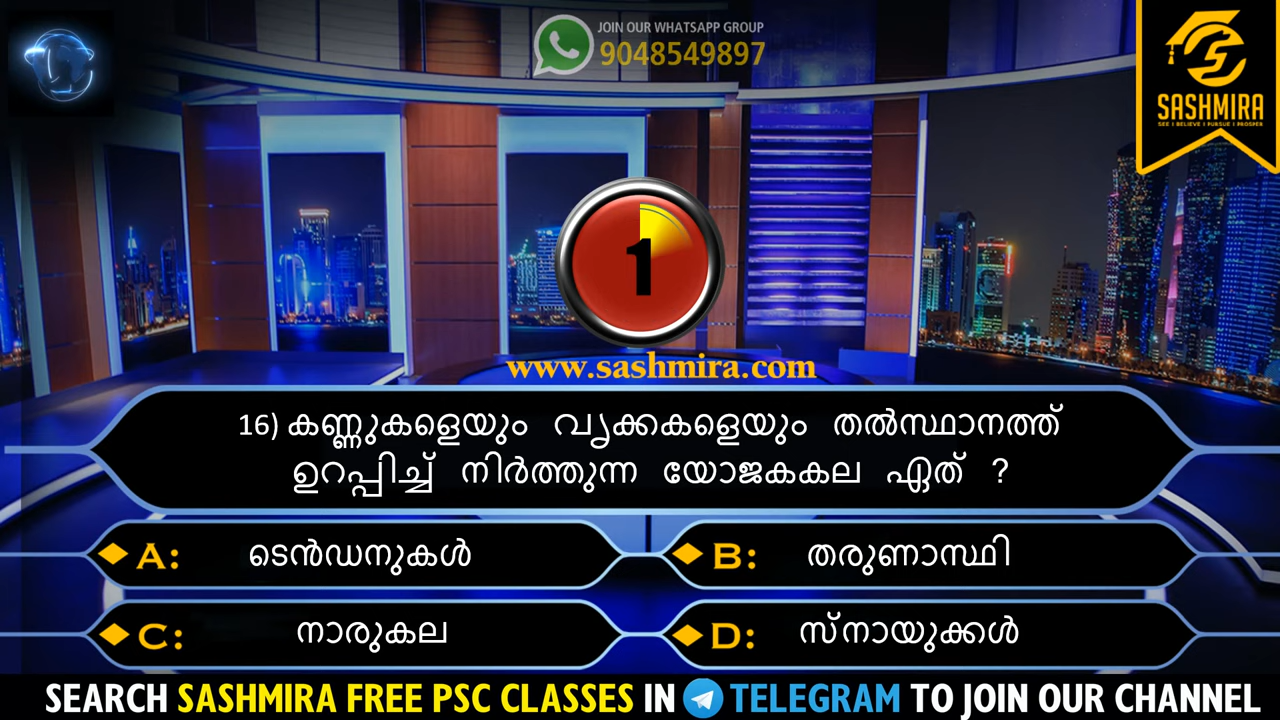 JOIN OUR WHATSAPP GROUP
9048549897
SASHMIRA
SEE | BELIEVE | PURSUE | PROSPER
1
www.sashmira.com
16) കണ്ണുകളെയും വൃക്കകളെയും തൽസ്ഥാനത്ത്
ഉറപ്പിച്ച് നിർത്തുന്ന യോജകകല ഏത് ?
A: ടെൻഡനുകൾ
B: തരുണാസ്ഥി
C: നാരുകല
D: സ്നായുക്കൾ
SEARCH SASHMIRA FREE PSC CLASSES IN TELEGRAM TO JOIN OUR CHANNEL